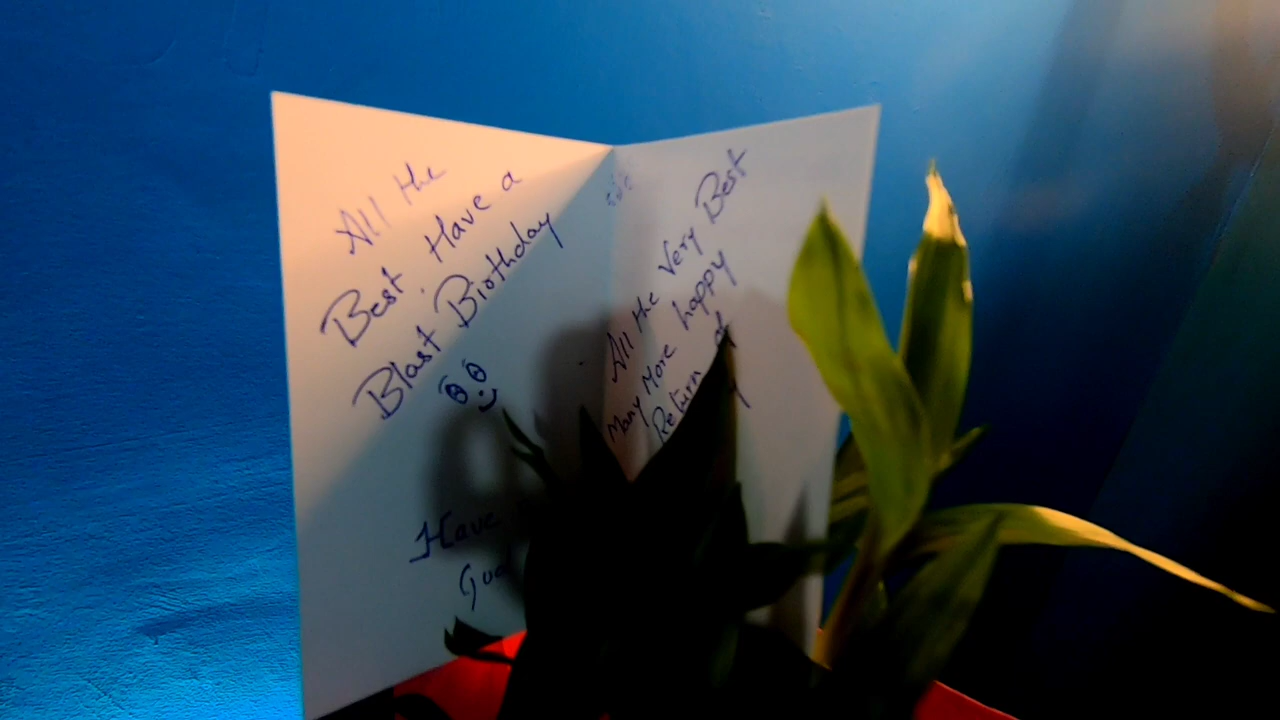 All the
Best. Have a
Blast Birthday
Have
All the Very Best
Many More happy
Return